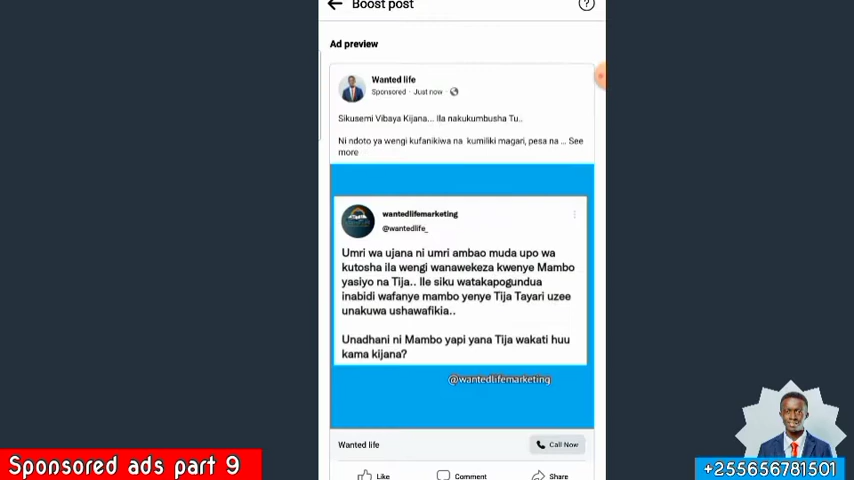 Boost post
Ad preview
Wanted life
Sponsored · Just now ·
Sikusemi Vibaya Kijana... Ila nakukumbusha Tu..
Ni ndoto ya wengi kufanikiwa na kumiliki magari, pesa na ... See
more
wantedlifemarketing
@wantedlife_
Umri wa ujana ni umri ambao muda upo wa
kutosha ila wengi wanawekeza kwenye Mambo
yasiyo na Tija.. Ile siku watakapogundua
inabidi wafanye mambo yenye Tija Tayari uzee
unakuwa ushawafikia..
Unadhani ni Mambo yapi yana Tija wakati huu
kama kijana?
@wantedlifemarketing
Wanted life
Call Now
Like
Comment
Share
Sponsored ads part 9
+255656781501